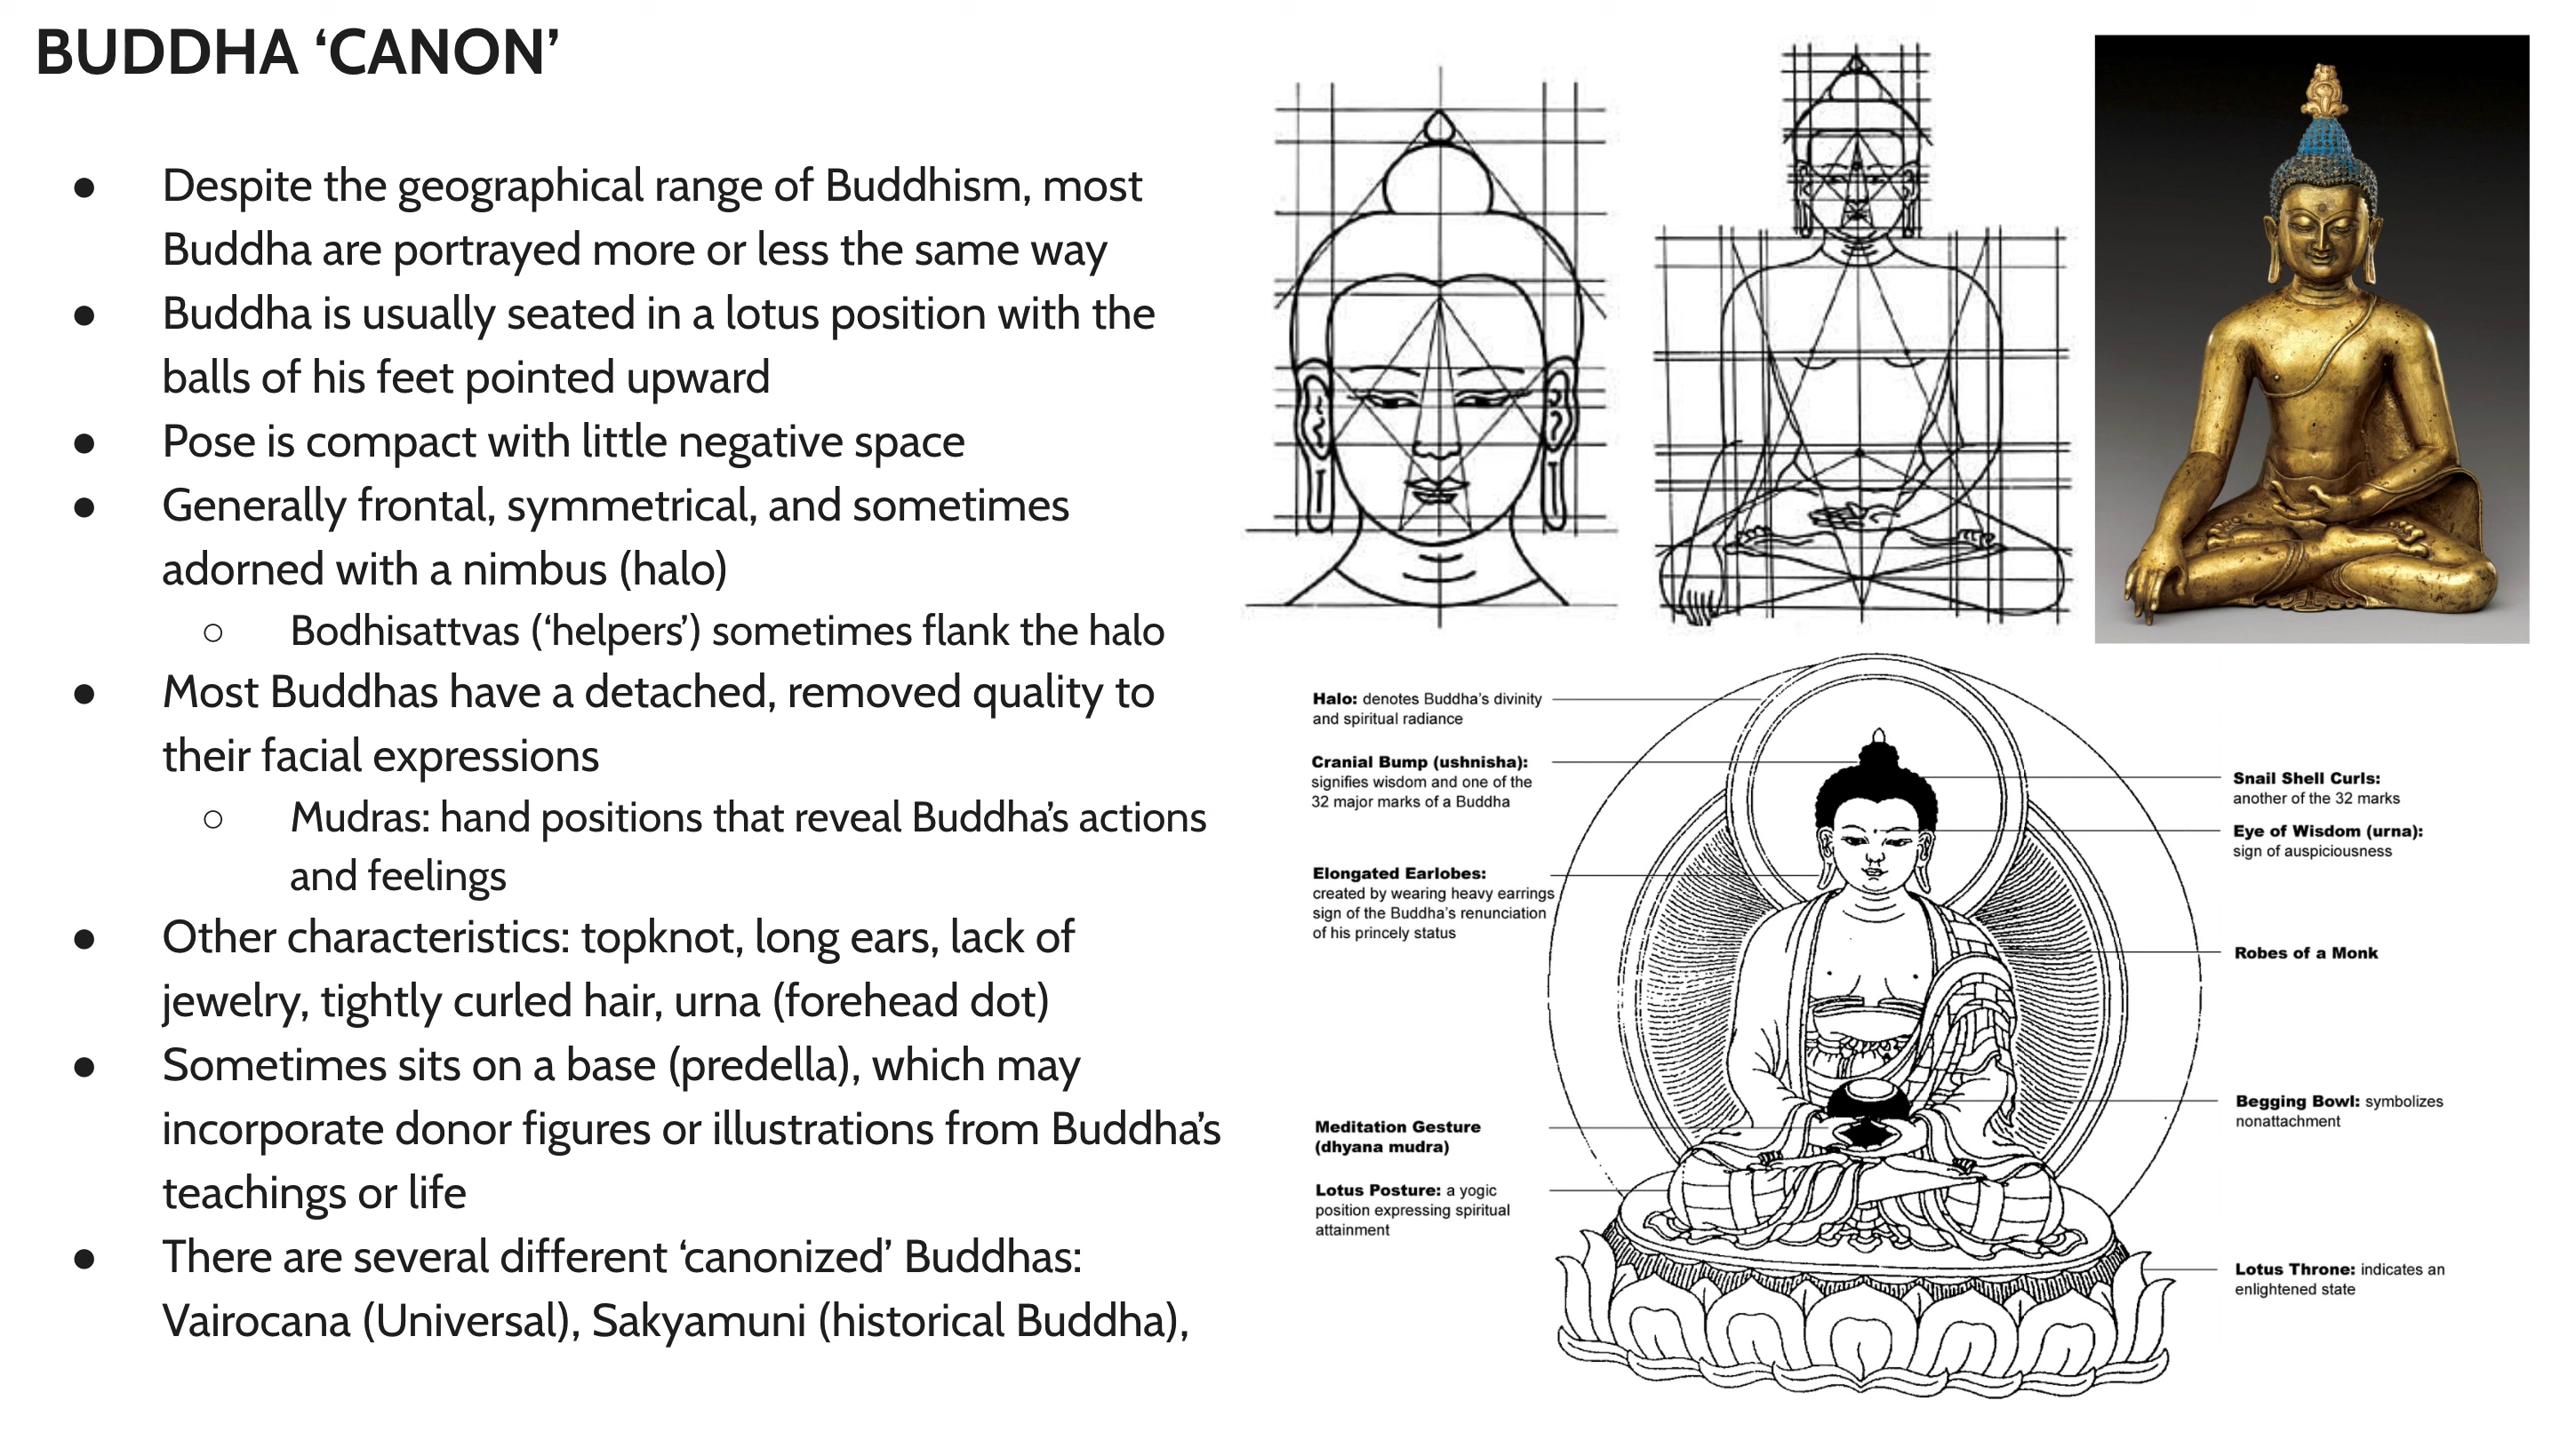 BUDDHA ‘CANON’
● Despite the geographical range of Buddhism, most
Buddha are portrayed more or less the same way
● Buddha is usually seated in a lotus position with the
balls of his feet pointed upward
● Pose is compact with little negative space
● Generally frontal, symmetrical, and sometimes
adorned with a nimbus (halo)
○ Bodhisattvas (‘helpers’) sometimes flank the halo
● Most Buddhas have a detached, removed quality to
their facial expressions
○ Mudras: hand positions that reveal Buddha’s actions
and feelings
● Other characteristics: topknot, long ears, lack of
jewelry, tightly curled hair, urna (forehead dot)
● Sometimes sits on a base (predella), which may
incorporate donor figures or illustrations from Buddha’s
teachings or life
● There are several different ‘canonized’ Buddhas:
Vairocana (Universal), Sakyamuni (historical Buddha),
Halo: denotes Buddha’s divinity
and spiritual radiance
Cranial Bump (ushnisha):
signifies wisdom and one of the
32 major marks of a Buddha
Elongated Earlobes:
created by wearing heavy earrings
sign of the Buddha’s renunciation
of his princely status
Meditation Gesture
(dhyana mudra)
Lotus Posture: a yogic
position expressing spiritual
attainment
Snail Shell Curls:
another of the 32 marks
Eye of Wisdom (urna):
sign of auspiciousness
Robes of a Monk
Begging Bowl: symbolizes
nonattachment
Lotus Throne: indicates an
enlightened state